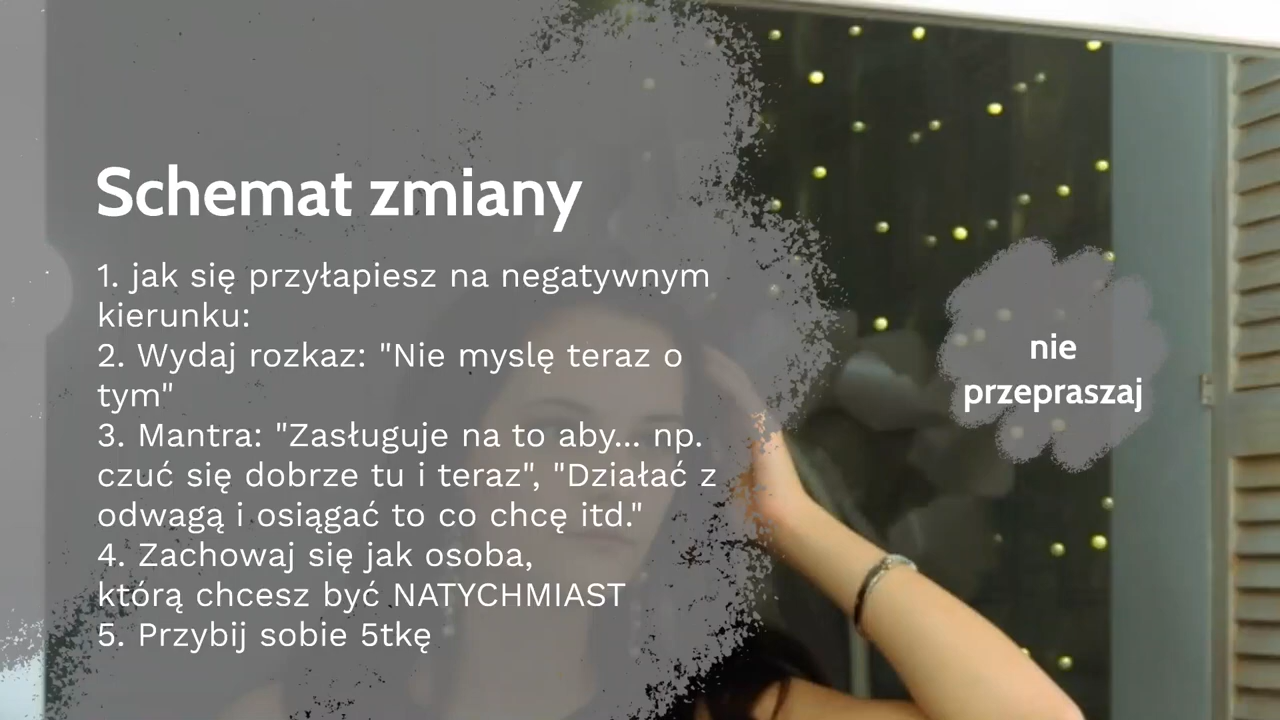 Schemat zmiany
1. jak się przyłapiesz na negatywnym
kierunku:
2. Wydaj rozkaz: "Nie myslę teraz o
tym"
3. Mantra: "Zasługuje na to aby... np.
czuć się dobrze tu i teraz", "Działać z
odwagą i osiągać to co chcę itd."
4. Zachowaj się jak osoba,
którą chcesz być NATYCHMIAST
5. Przybij sobie 5tkę
nie
przepraszaj